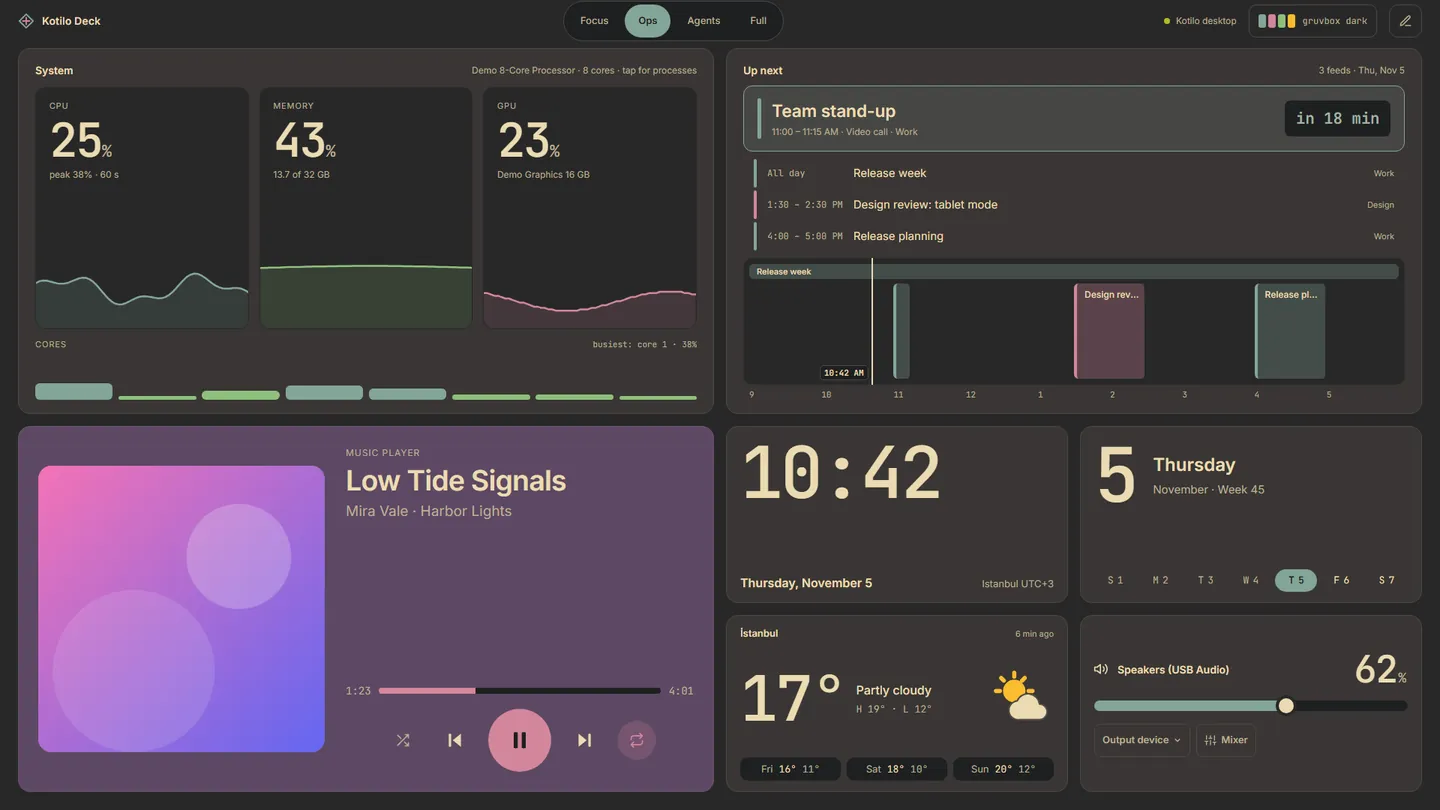 Kotilo Deck
Focus Ops Agents Full
Kotilo desktop
gruvbox dark
System
Demo 8-Core Processor · 8 cores · tap for processes
CPU
25%
peak 38% · 60 s
MEMORY
43%
13.7 of 32 GB
GPU
23%
Demo Graphics 16 GB
CORES
busiest: core 1 · 38%
Up next
3 feeds · Thu, Nov 5
Team stand-up
11:00 – 11:15 AM · Video call · Work
in 18 min
All day Release week Work
1:30 – 2:30 PM Design review: tablet mode Design
4:00 – 5:00 PM Release planning Work
Release week
Design rev...
Release pl...
10:42 AM
9 10 11 12 1 2 3 4 5
MUSIC PLAYER
Low Tide Signals
Mira Vale · Harbor Lights
1:23 4:01
10:42
Thursday, November 5
Istanbul UTC+3
5
Thursday
November · Week 45
S 1 M 2 T 3 W 4 T 5 F 6 S 7
İstanbul
6 min ago
17°
Partly cloudy
H 19° · L 12°
Fri 16° 11°
Sat 18° 10°
Sun 20° 12°
Speakers (USB Audio)
62%
Output device
Mixer